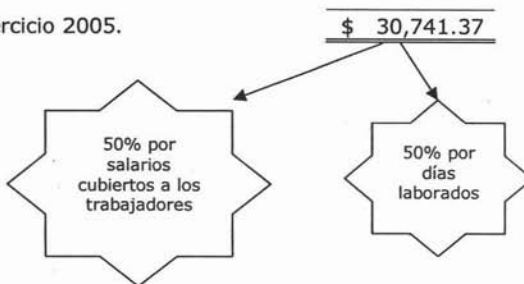 rcicio 2005.
$ 30,741.37
50% por
salarios
cubiertos a los
trabajadores
50% por
días
laborados